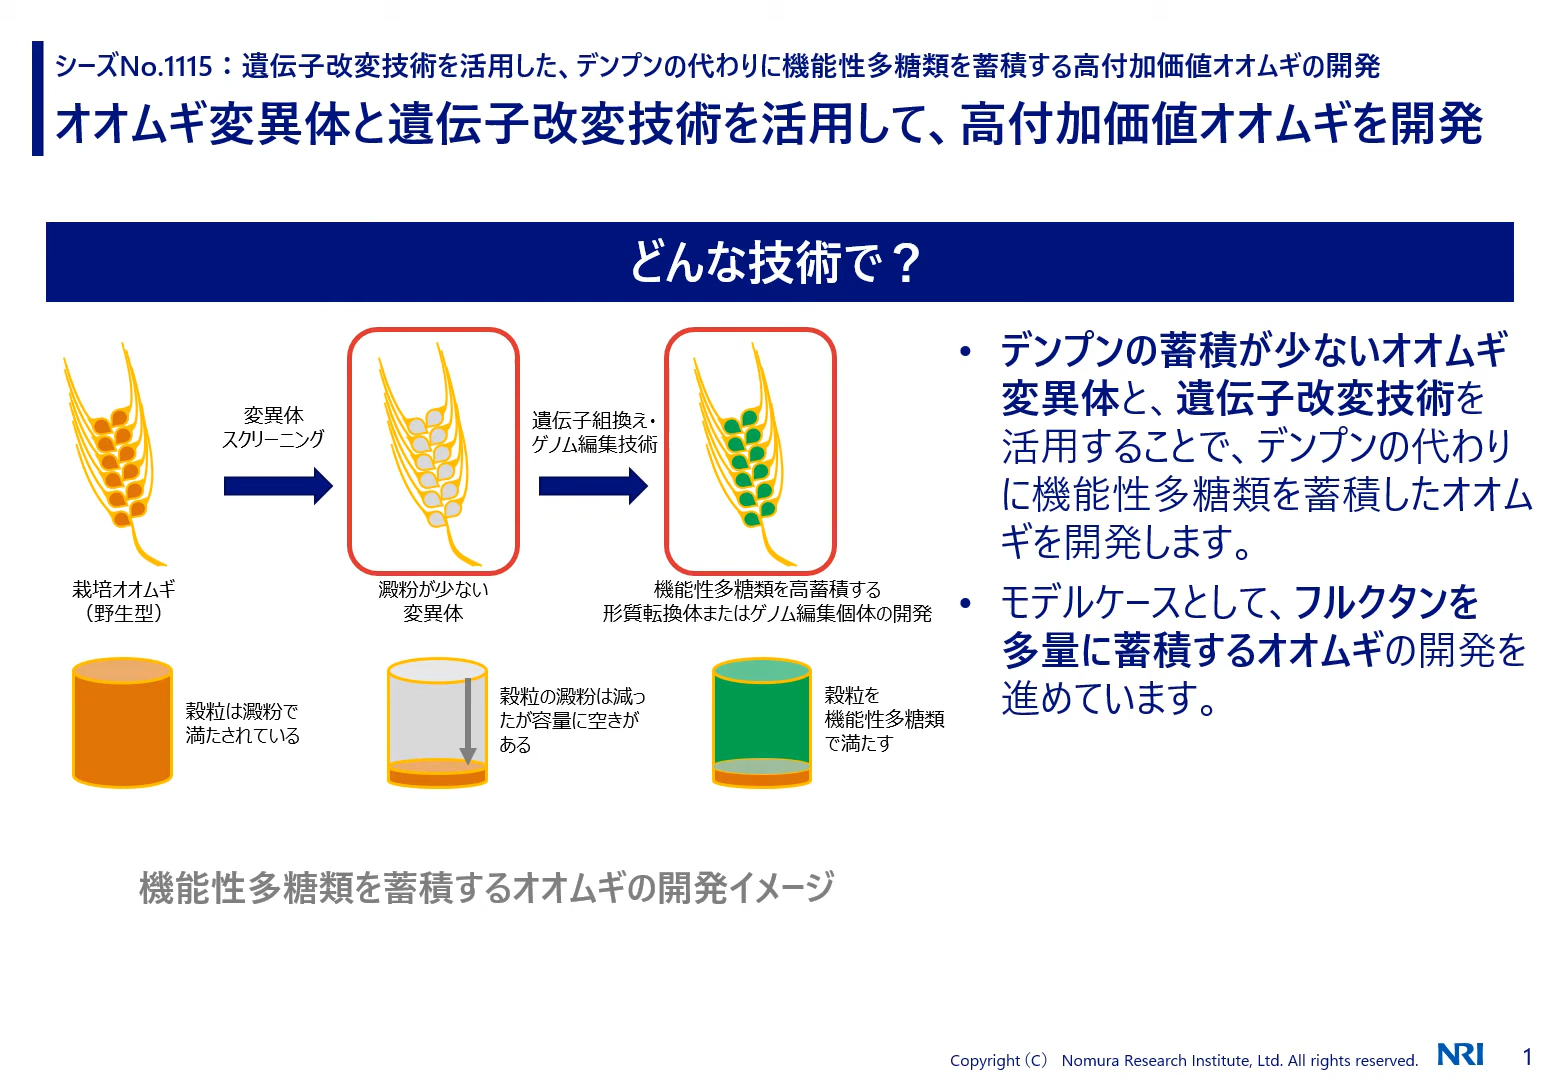 シーズNo.1115：遺伝子改変技術を活用した、デンプンの代わりに機能性多糖類を蓄積する高付加価値オオムギの開発
オオムギ変異体と遺伝子改変技術を活用して、高付加価値オオムギを開発
どんな技術で？
変異体
スクリーニング
遺伝子組換え・
ゲノム編集技術
栽培オオムギ
（野生型）
澱粉が少ない
変異体
機能性多糖類を高蓄積する
形質転換体またはゲノム編集個体の開発
穀粒は澱粉で
満たされている
穀粒の澱粉は減っ
たが容量に空きが
ある
穀粒を
機能性多糖類
で満たす
機能性多糖類を蓄積するオオムギの開発イメージ
• デンプンの蓄積が少ないオオムギ
変異体と、遺伝子改変技術を
活用することで、デンプンの代わり
に機能性多糖類を蓄積したオオム
ギを開発します。
• モデルケースとして、フルクタンを
多量に蓄積するオオムギの開発を
進めています。
Copyright（C） Nomura Research Institute, Ltd. All rights reserved.
NRI
1